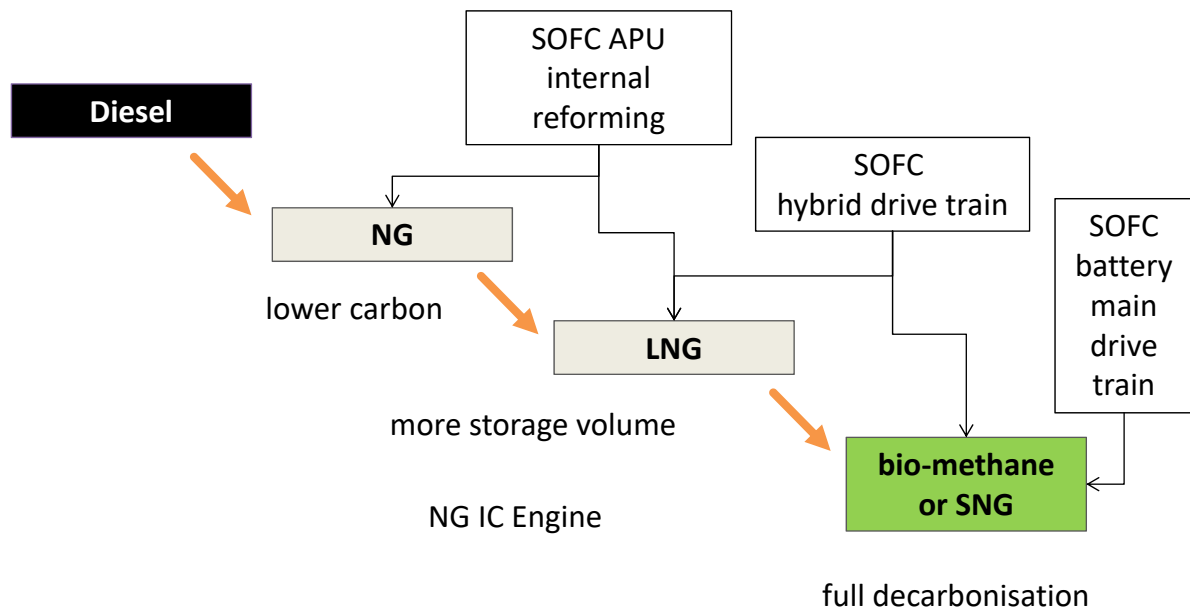 SOFC APU
internal
reforming
Diesel
SOFC
hybrid drive train
NG
SOFC
battery
main
drive
train
lower carbon
LNG
more storage volume
bio-methane
or SNG
NG IC Engine
full decarbonisation